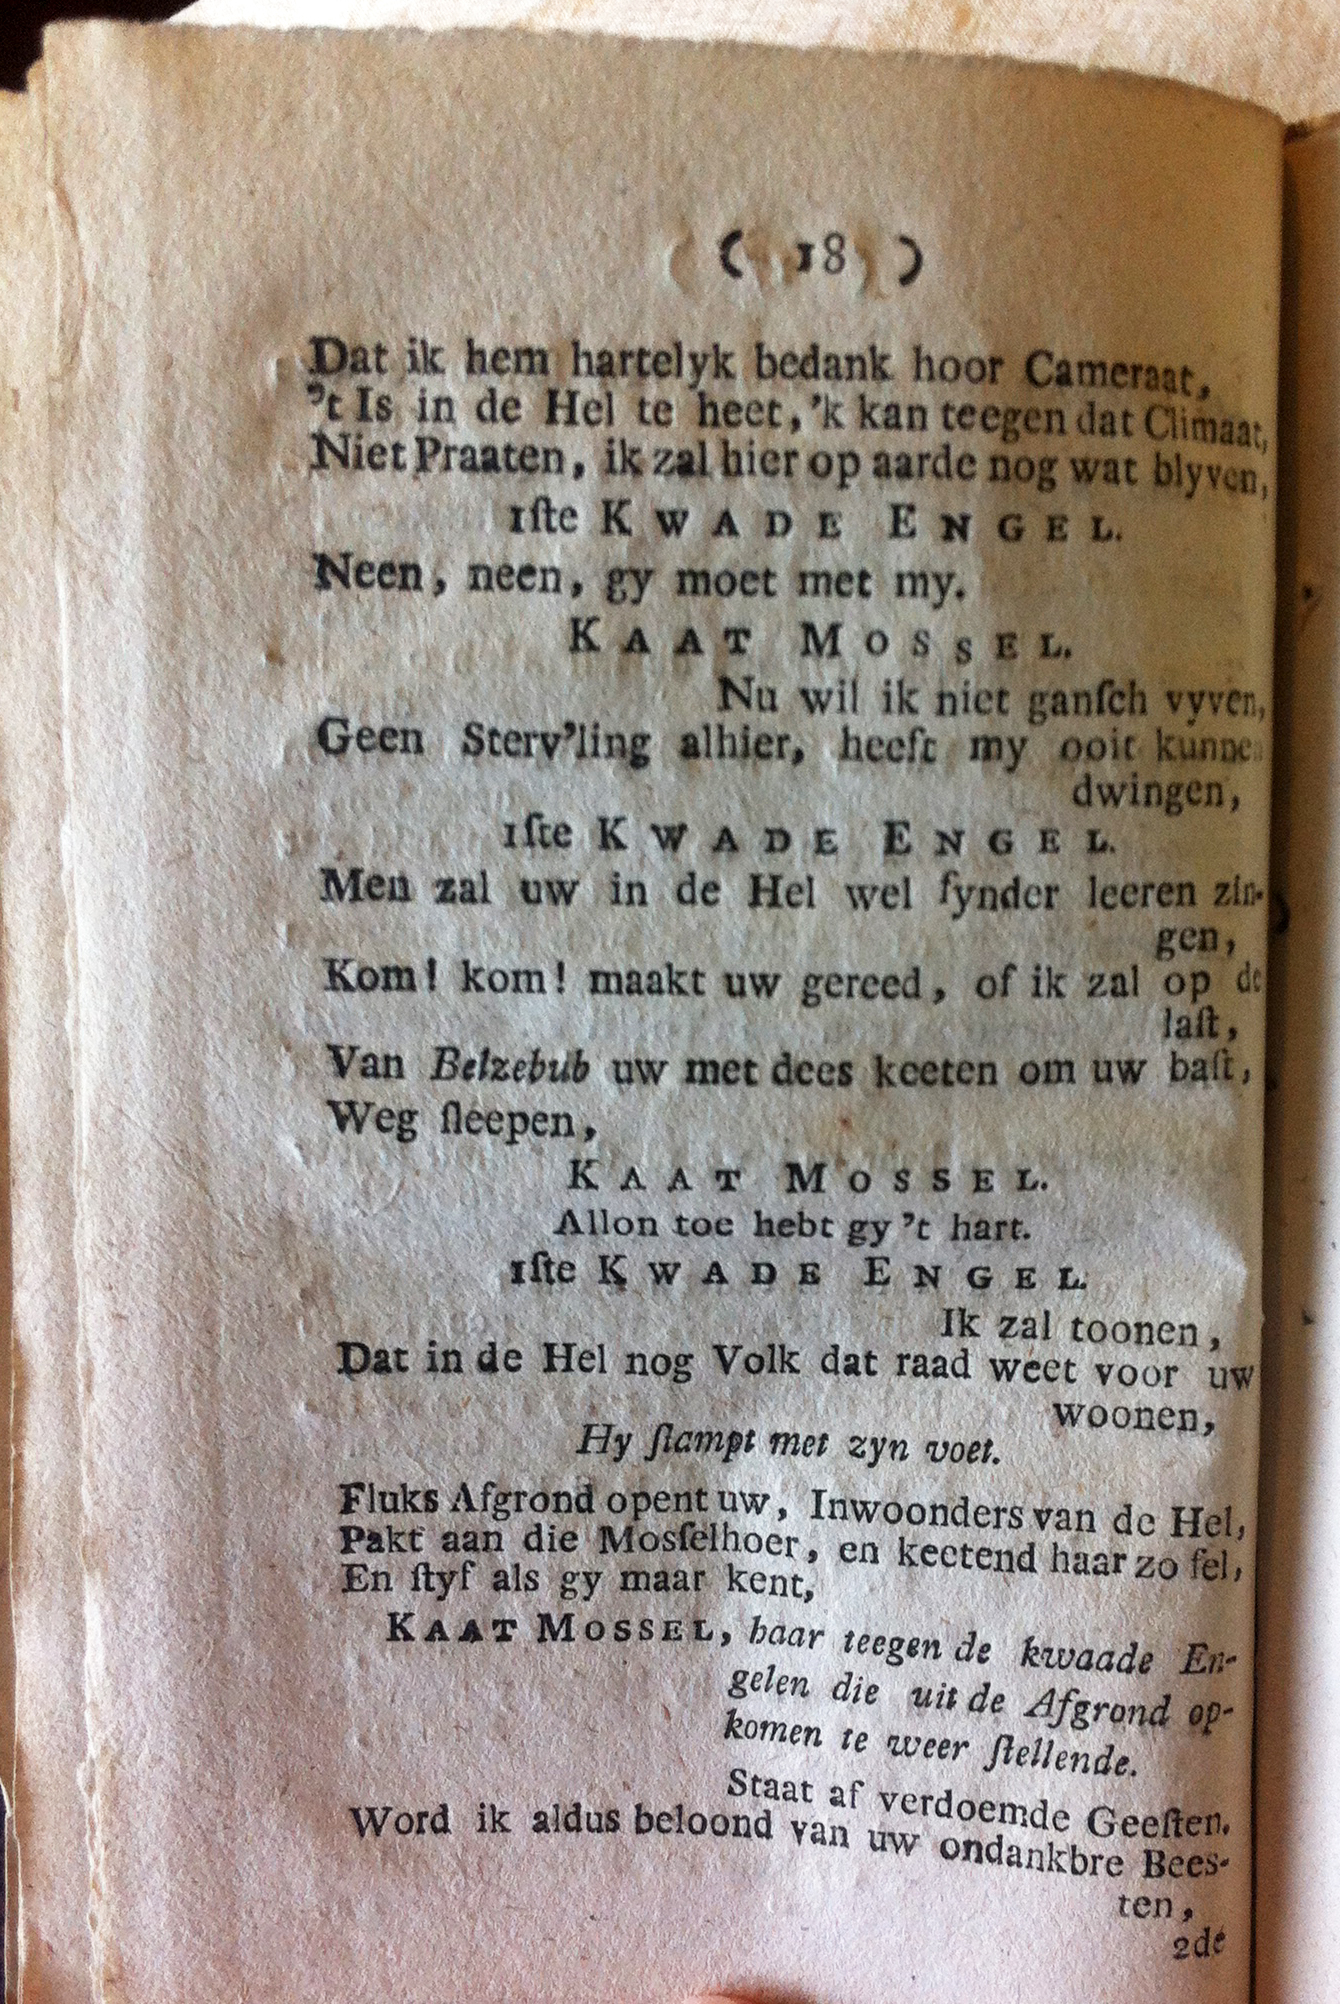 ( 18 )
Dat ik hem hartelyk bedank hoor Cameraat,
't Is in de Hel te heet, 'k kan teegen dat Climaat,
Niet Praaten, ik zal hier op aarde nog wat blyven,
1ſte KWADE ENGEL.
Neen, neen, gy moet met my.
KAAT MOSSEL.
Nu wil ik niet ganſch vyven,
Geen Sterv'ling alhier, heeft my ooit kunnen
dwingen,
1ſte KWADE ENGEL.
Men zal uw in de Hel wel ſynder leeren zin-
gen,
Kom! kom! maakt uw gereed, of ik zal op de
laſt,
Van Belzebub uw met dees keeten om uw baſt,
Weg ſleepen,
KAAT MOSSEL.
Allon toe hebt gy 't hart.
1ſte KWADE ENGEL.
Ik zal toonen,
Dat in de Hel nog Volk dat raad weet voor uw
woonen,
Hy ſtampt met zyn voet.
Fluks Afgrond opent uw, Inwoonders van de Hel,
Pakt aan die Mosſelhoer, en keetend haar zo fel,
En ſtyf als gy maar kent,
KAAT MOSSEL, haar teegen de kwaade En-
gelen die uit de Afgrond op-
komen te weer ſtellende.
Staat af verdoemde Geeſten.
Word ik aldus beloond van uw ondankbre Bees-
ten,
2de